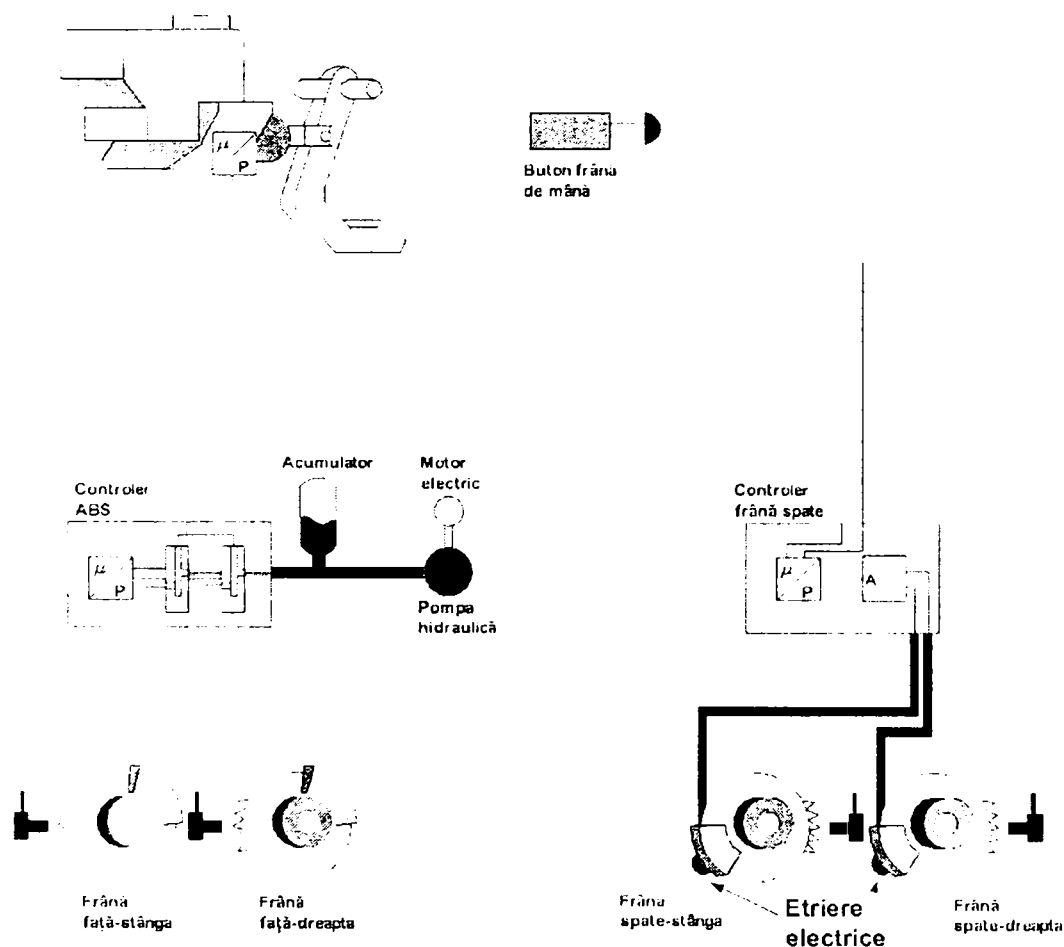 μ
P
Buton frână
de mână
Acumulator
Motor
electric
Controler
ABS
μ
P
Pompa
hidraulică
Controler
frână spate
μ
P
A
Frână
față-stânga
Frână
față-dreapta
Frână
spate-stânga
Etriere
electrice
Frână
spate-dreapta